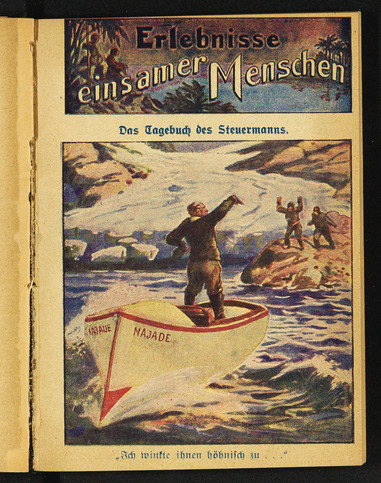 Erlebnisse
einsamer Menschen
Das Tagebuch des Steuermanns.
NAJADE
NAJADE
„Ich winkte ihnen höhnisch zu . . .“